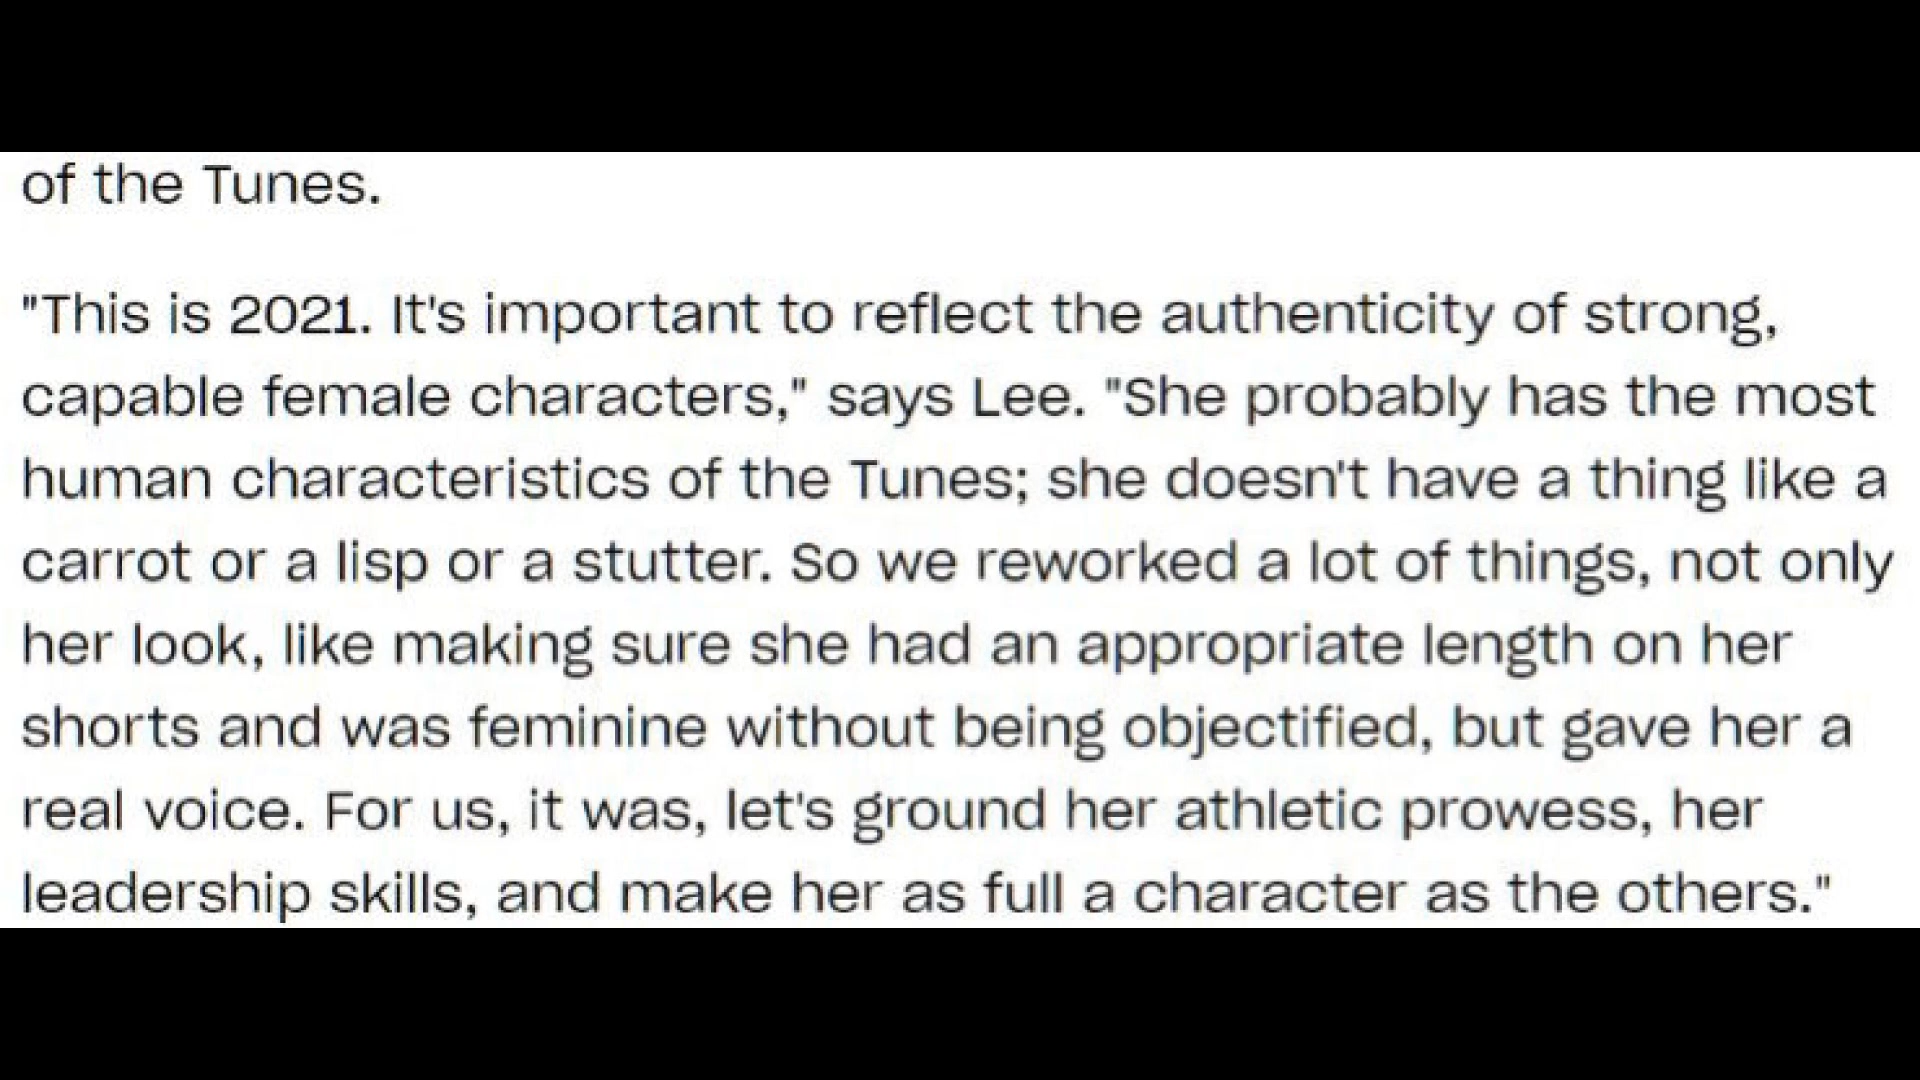 of the Tunes.
"This is 2021. It's important to reflect the authenticity of strong,
capable female characters," says Lee. "She probably has the most
human characteristics of the Tunes; she doesn't have a thing like a
carrot or a lisp or a stutter. So we reworked a lot of things, not only
her look, like making sure she had an appropriate length on her
shorts and was feminine without being objectified, but gave her a
real voice. For us, it was, let's ground her athletic prowess, her
leadership skills, and make her as full a character as the others."